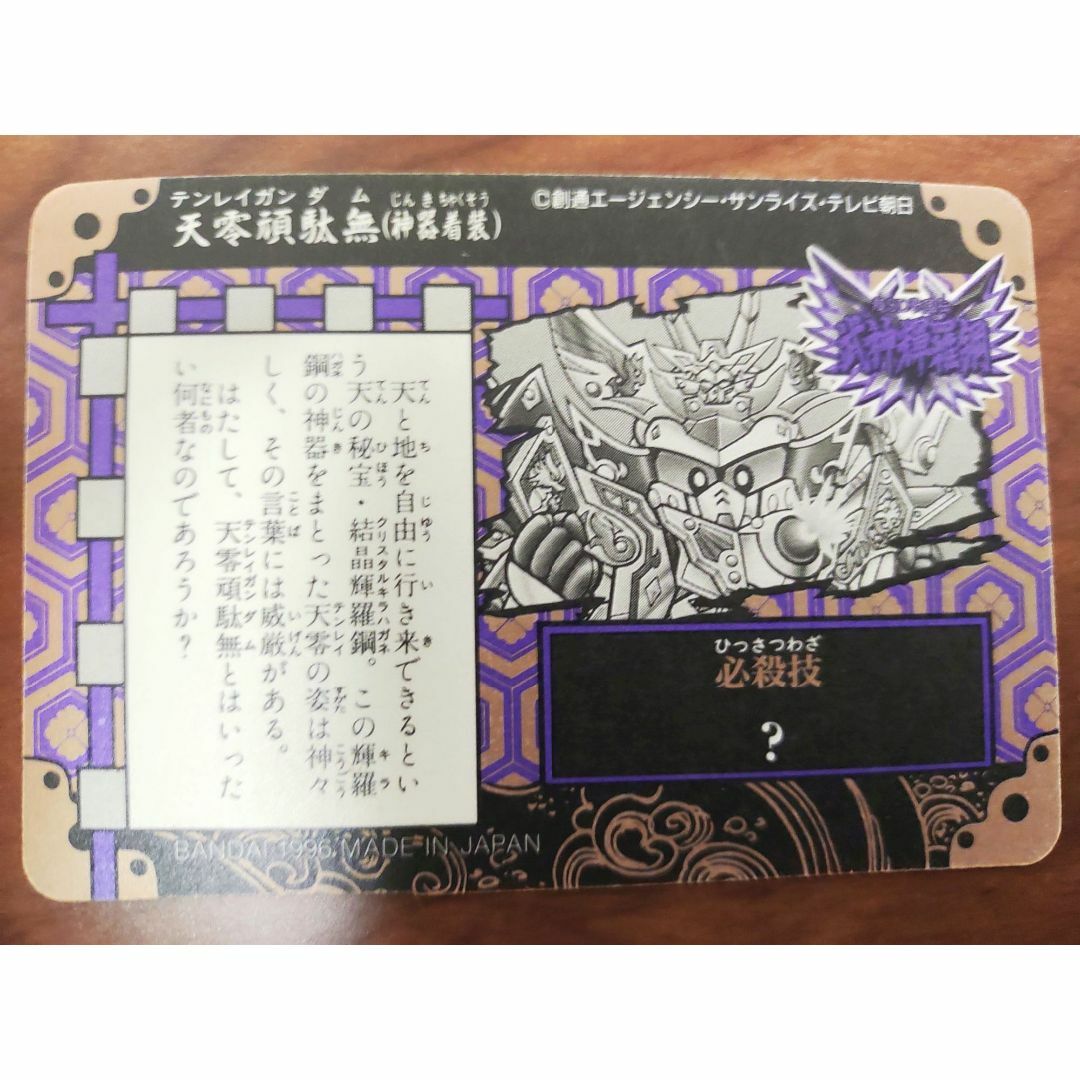 テンレイガンダム じんきちゃくそう
天零頑駄無(神器着装)
©創通エージェンシー・サンライズ・テレビ朝日
武神輝羅鋼
天と地を自由に行き来できるとい
う天の秘宝・結晶輝羅鋼。この輝羅
鋼の神器をまとった天零の姿は神々
しく、その言葉には威厳がある。
はたして、天零頑駄無とはいった
い何者なのであろうか?
ひっさつわざ
必殺技
?
BANDAI 1996 MADE IN JAPAN